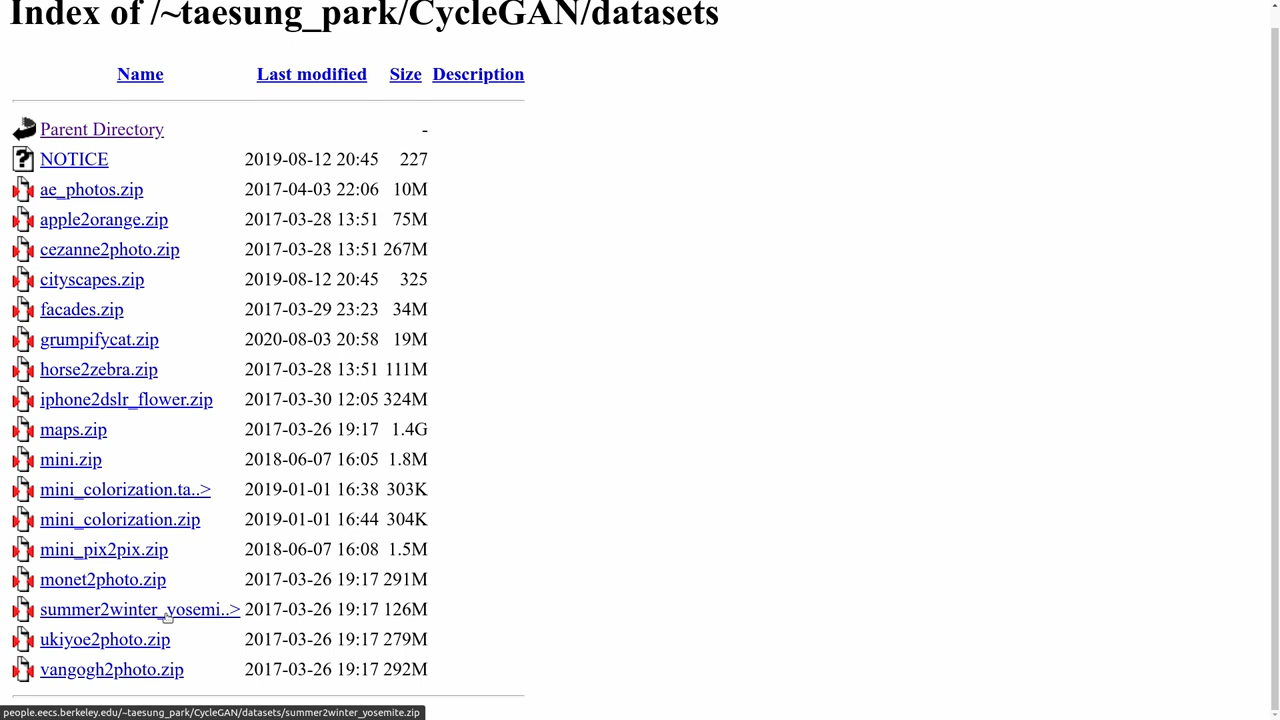 Index of /~taesung_park/CycleGAN/datasets
Name Last modified Size Description
Parent Directory -
NOTICE 2019-08-12 20:45 227
ae_photos.zip 2017-04-03 22:06 10M
apple2orange.zip 2017-03-28 13:51 75M
cezanne2photo.zip 2017-03-28 13:51 267M
cityscapes.zip 2019-08-12 20:45 325
facades.zip 2017-03-29 23:23 34M
grumpifycat.zip 2020-08-03 20:58 19M
horse2zebra.zip 2017-03-28 13:51 111M
iphone2dslr_flower.zip 2017-03-30 12:05 324M
maps.zip 2017-03-26 19:17 1.4G
mini.zip 2018-06-07 16:05 1.8M
mini_colorization.ta..> 2019-01-01 16:38 303K
mini_colorization.zip 2019-01-01 16:44 304K
mini_pix2pix.zip 2018-06-07 16:08 1.5M
monet2photo.zip 2017-03-26 19:17 291M
summer2winter_yosemi..> 2017-03-26 19:17 126M
ukiyoe2photo.zip 2017-03-26 19:17 279M
vangogh2photo.zip 2017-03-26 19:17 292M
people.eecs.berkeley.edu/~taesung_park/CycleGAN/datasets/summer2winter_yosemite.zip